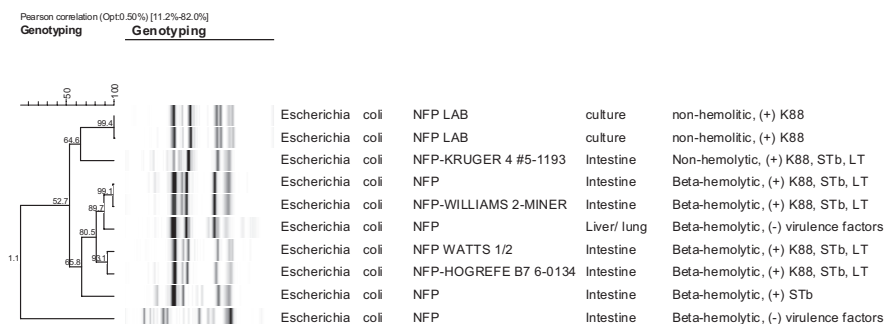 Pearson correlation (Opt:0.50%) [11.2%-82.0%]
Genotyping Genotyping
50 100
99.4 Escherichia coli NFP LAB culture non-hemolitic, (+) K88
Escherichia coli NFP LAB culture non-hemolitic, (+) K88
64.6 Escherichia coli NFP-KRUGER 4 #5-1193 Intestine Non-hemolytic, (+) K88, STb, LT
99.1 Escherichia coli NFP Intestine Beta-hemolytic, (+) K88, STb, LT
52.7 89.7 Escherichia coli NFP-WILLIAMS 2-MINER Intestine Beta-hemolytic, (+) K88, STb, LT
80.5 Escherichia coli NFP Liver/ lung Beta-hemolytic, (-) virulence factors
Escherichia coli NFP WATTS 1/2 Intestine Beta-hemolytic, (+) K88, STb, LT
1.1 65.8 93.1 Escherichia coli NFP-HOGREFE B7 6-0134 Intestine Beta-hemolytic, (+) K88, STb, LT
Escherichia coli NFP Intestine Beta-hemolytic, (+) STb
Escherichia coli NFP Intestine Beta-hemolytic, (-) virulence factors